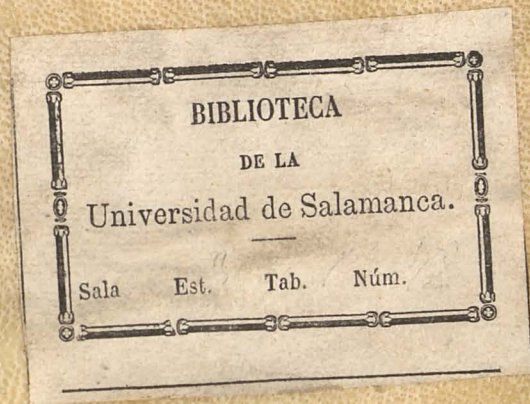 BIBLIOTECA
DE LA
Universidad de Salamanca.
Sala Est. Tab. Núm.